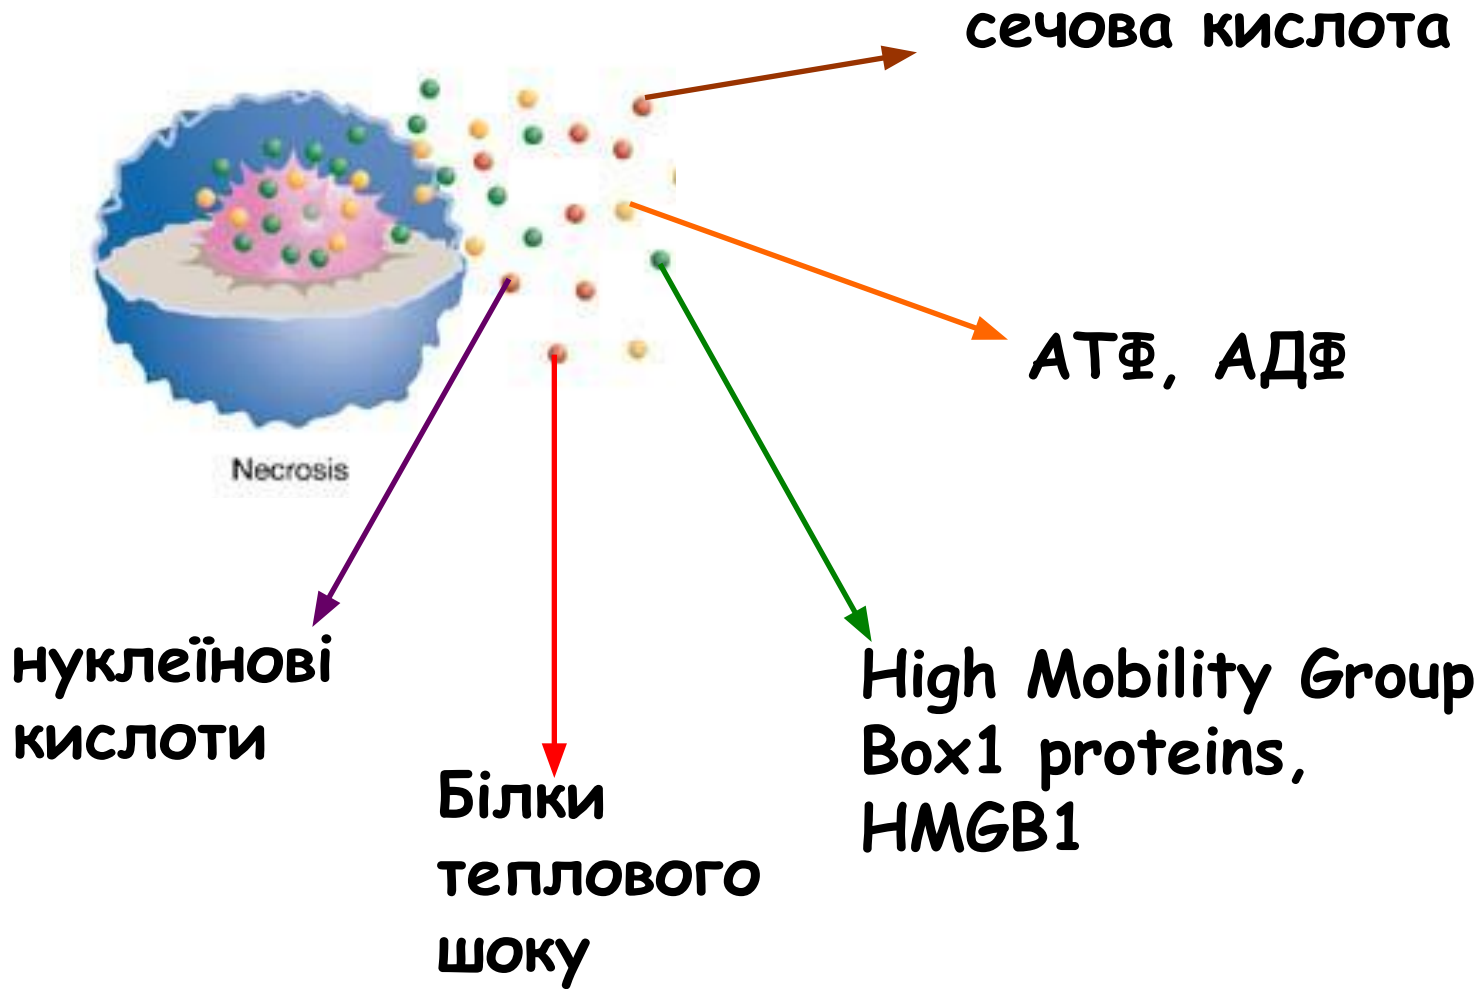 сечова кислота
АТФ, АДФ
Necrosis
нуклеїнові
кислоти
Білки
теплового
шоку
High Mobility Group
Box1 proteins,
HMGB1